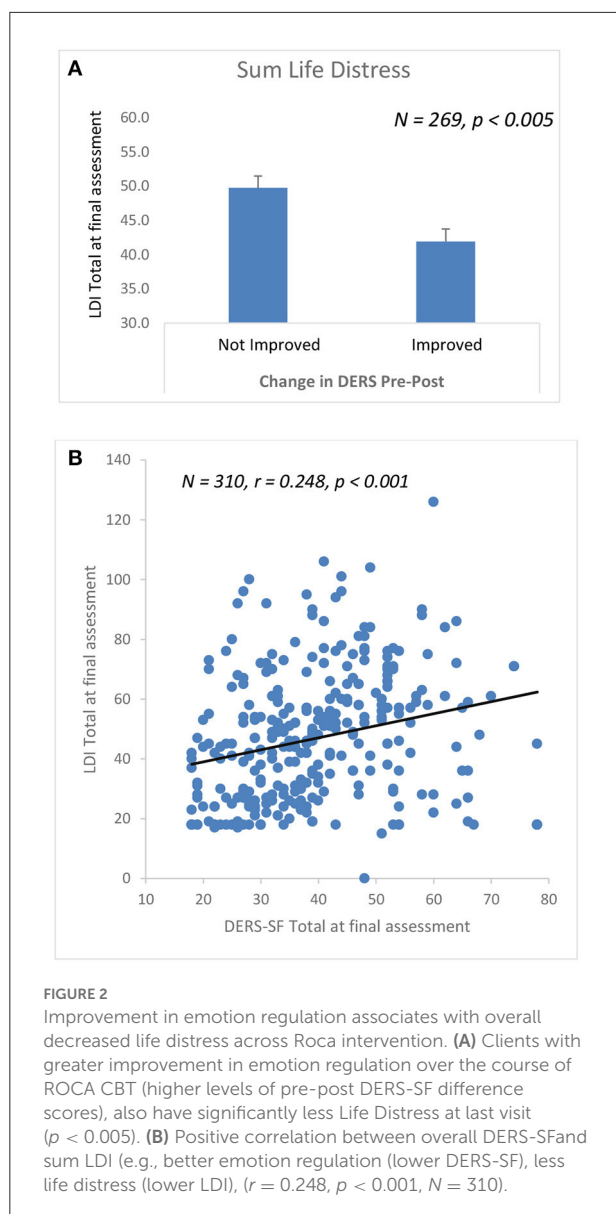 A
Sum Life Distress
N = 269, p < 0.005
LDI Total at final assessment
60.0
55.0
50.0
45.0
40.0
35.0
30.0
Not Improved
Improved
Change in DERS Pre-Post
B
N = 310, r = 0.248, p < 0.001
LDI Total at final assessment
140
120
100
80
60
40
20
0
10 20 30 40 50 60 70 80
DERS-SF Total at final assessment
FIGURE 2
Improvement in emotion regulation associates with overall
decreased life distress across Roca intervention. (A) Clients with
greater improvement in emotion regulation over the course of
ROCA CBT (higher levels of pre-post DERS-SF difference
scores), also have significantly less Life Distress at last visit
(p < 0.005). (B) Positive correlation between overall DERS-SFand
sum LDI (e.g., better emotion regulation (lower DERS-SF), less
life distress (lower LDI), (r = 0.248, p < 0.001, N = 310).